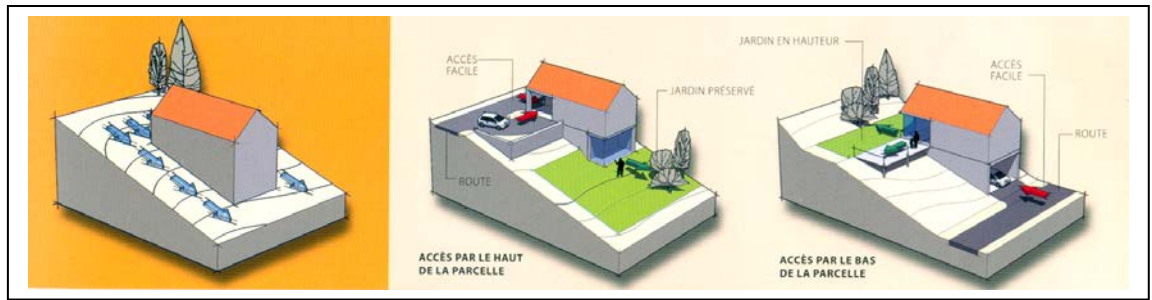 ACCÈS
FACILE
JARDIN PRÉSERVÉ
ROUTE
ACCÈS PAR LE HAUT
DE LA PARCELLE
JARDIN EN HAUTEUR
ACCÈS
FACILE
ROUTE
ACCÈS PAR LE BAS
DE LA PARCELLE